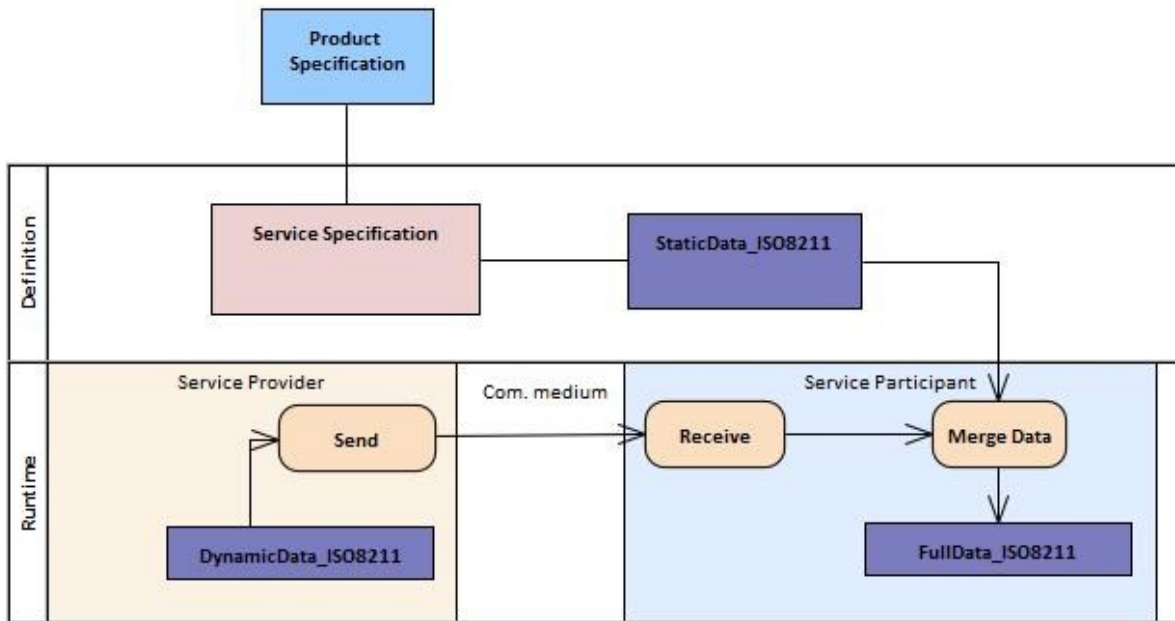 Product
Specification
Definition
Service Specification
StaticData_ISO8211
Runtime
Service Provider
Com. medium
Service Participant
Send
Receive
Merge Data
DynamicData_ISO8211
FullData_ISO8211